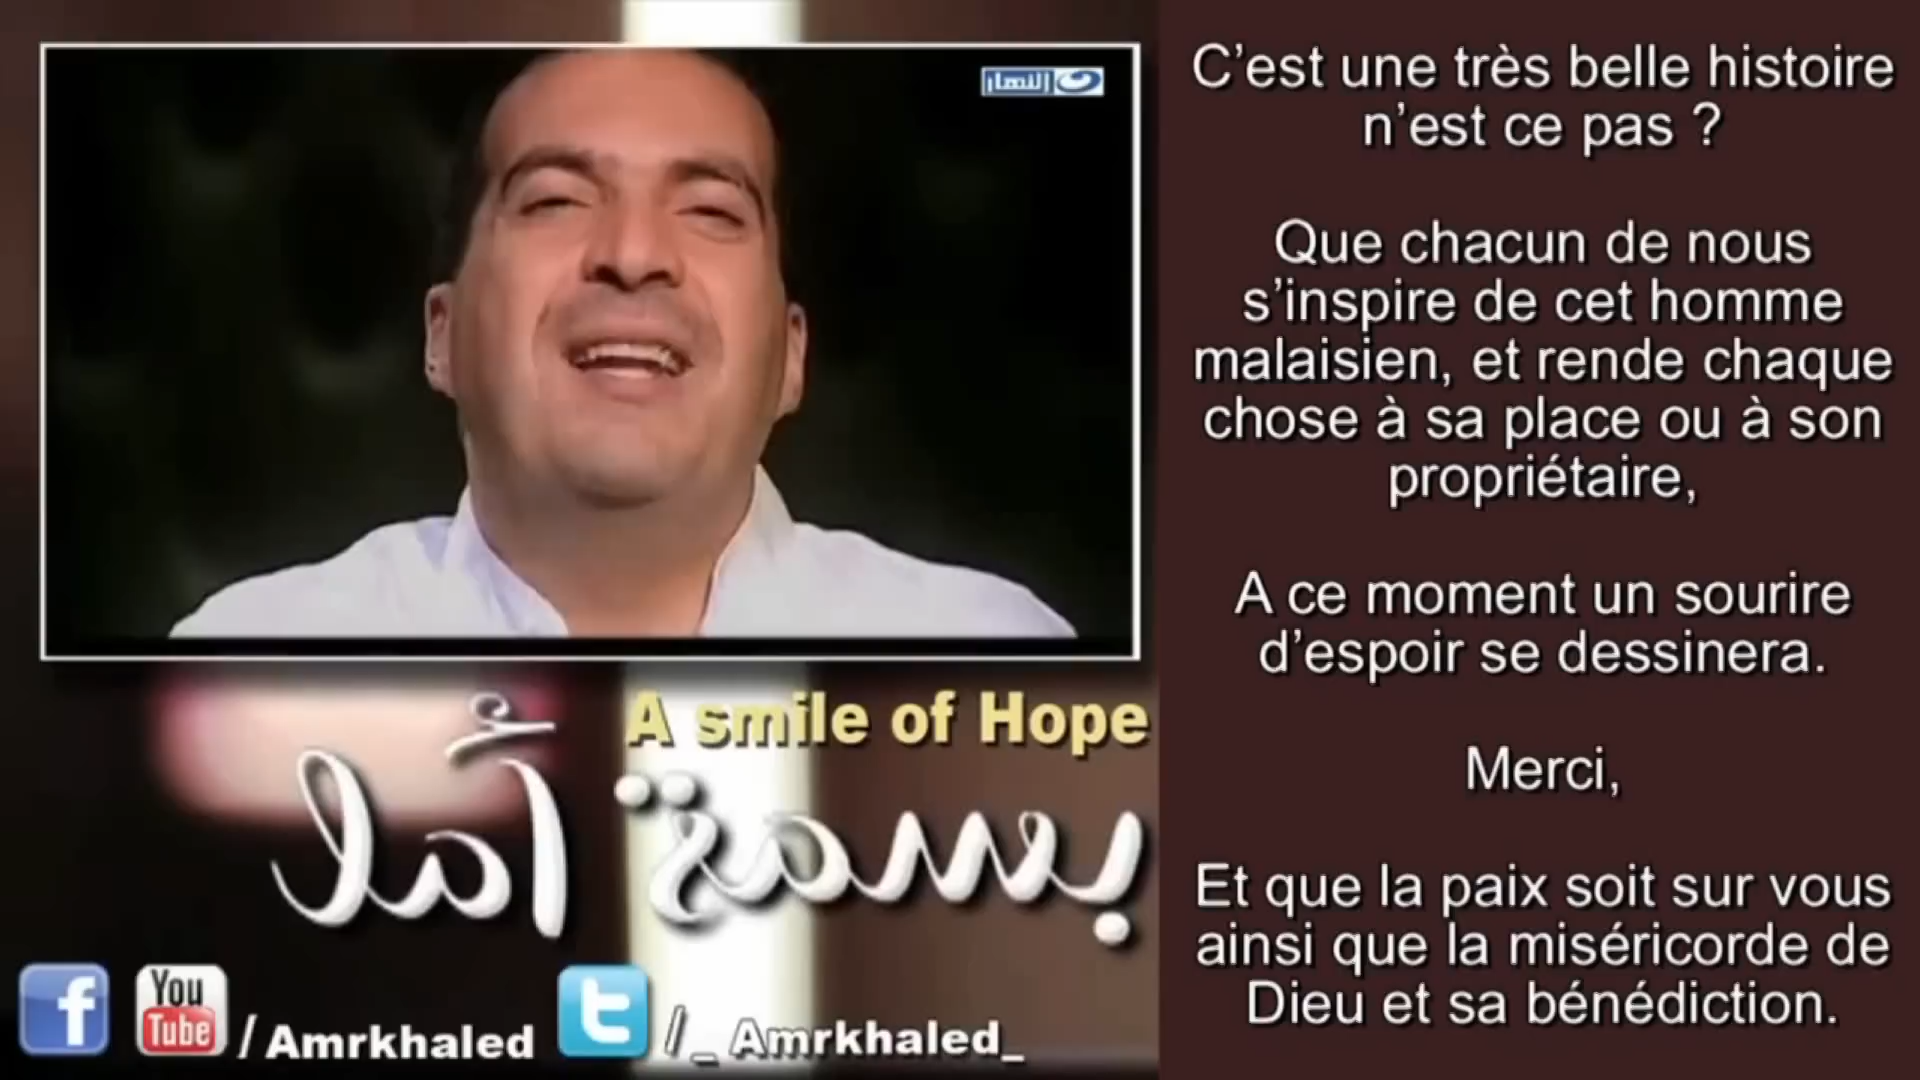 النهار
C’est une très belle histoire
n’est ce pas ?
Que chacun de nous
s’inspire de cet homme
malaisien, et rende chaque
chose à sa place ou à son
propriétaire,
A ce moment un sourire
d’espoir se dessinera.
Merci,
Et que la paix soit sur vous
ainsi que la miséricorde de
Dieu et sa bénédiction.
A smile of Hope
بسمة أمل
f You Tube / Amrkhaled t / _Amrkhaled_